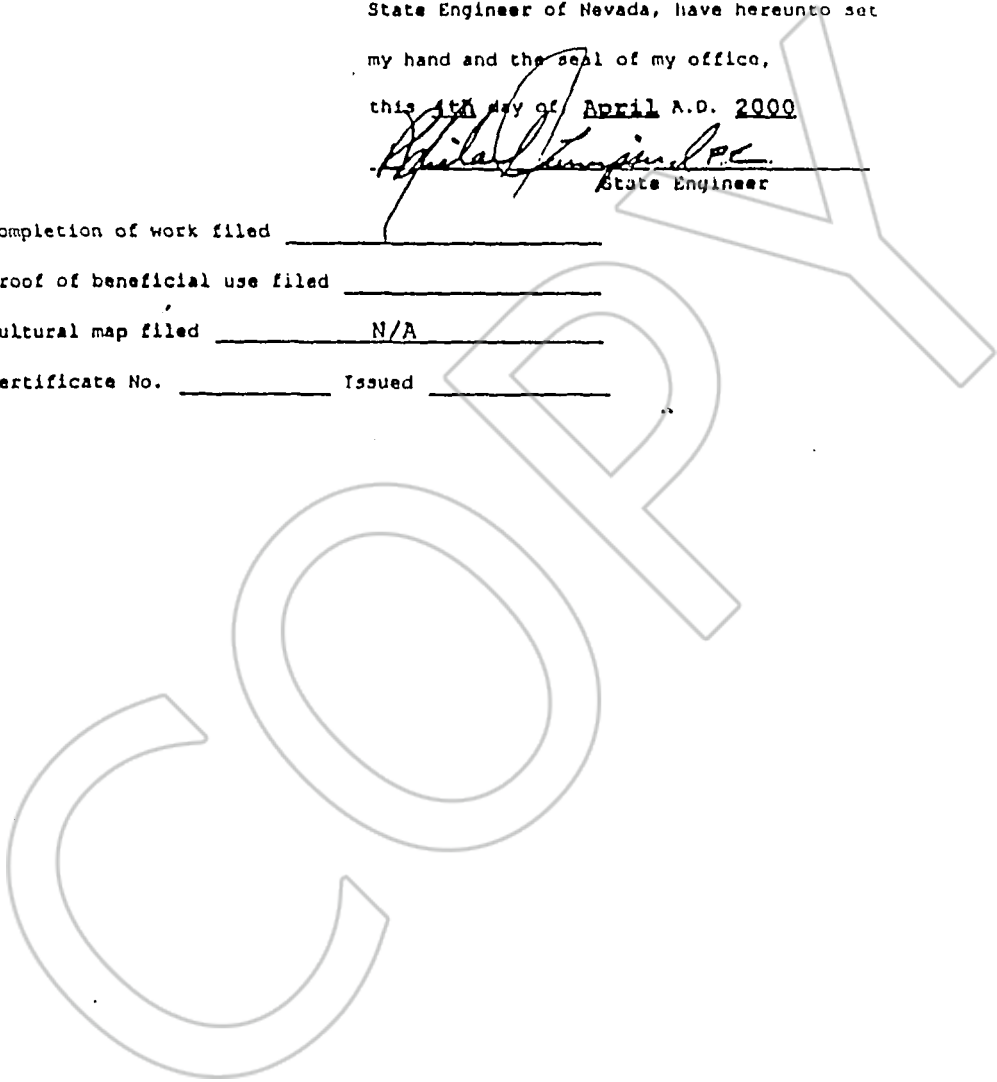 State Engineer of Nevada, have hereunto set
my hand and the seal of my office,
this 4th day of April A.D. 2000
P.E.
State Engineer
ompletion of work filed
roof of beneficial use filed
ultural map filed N/A
ertificate No. Issued
COPY